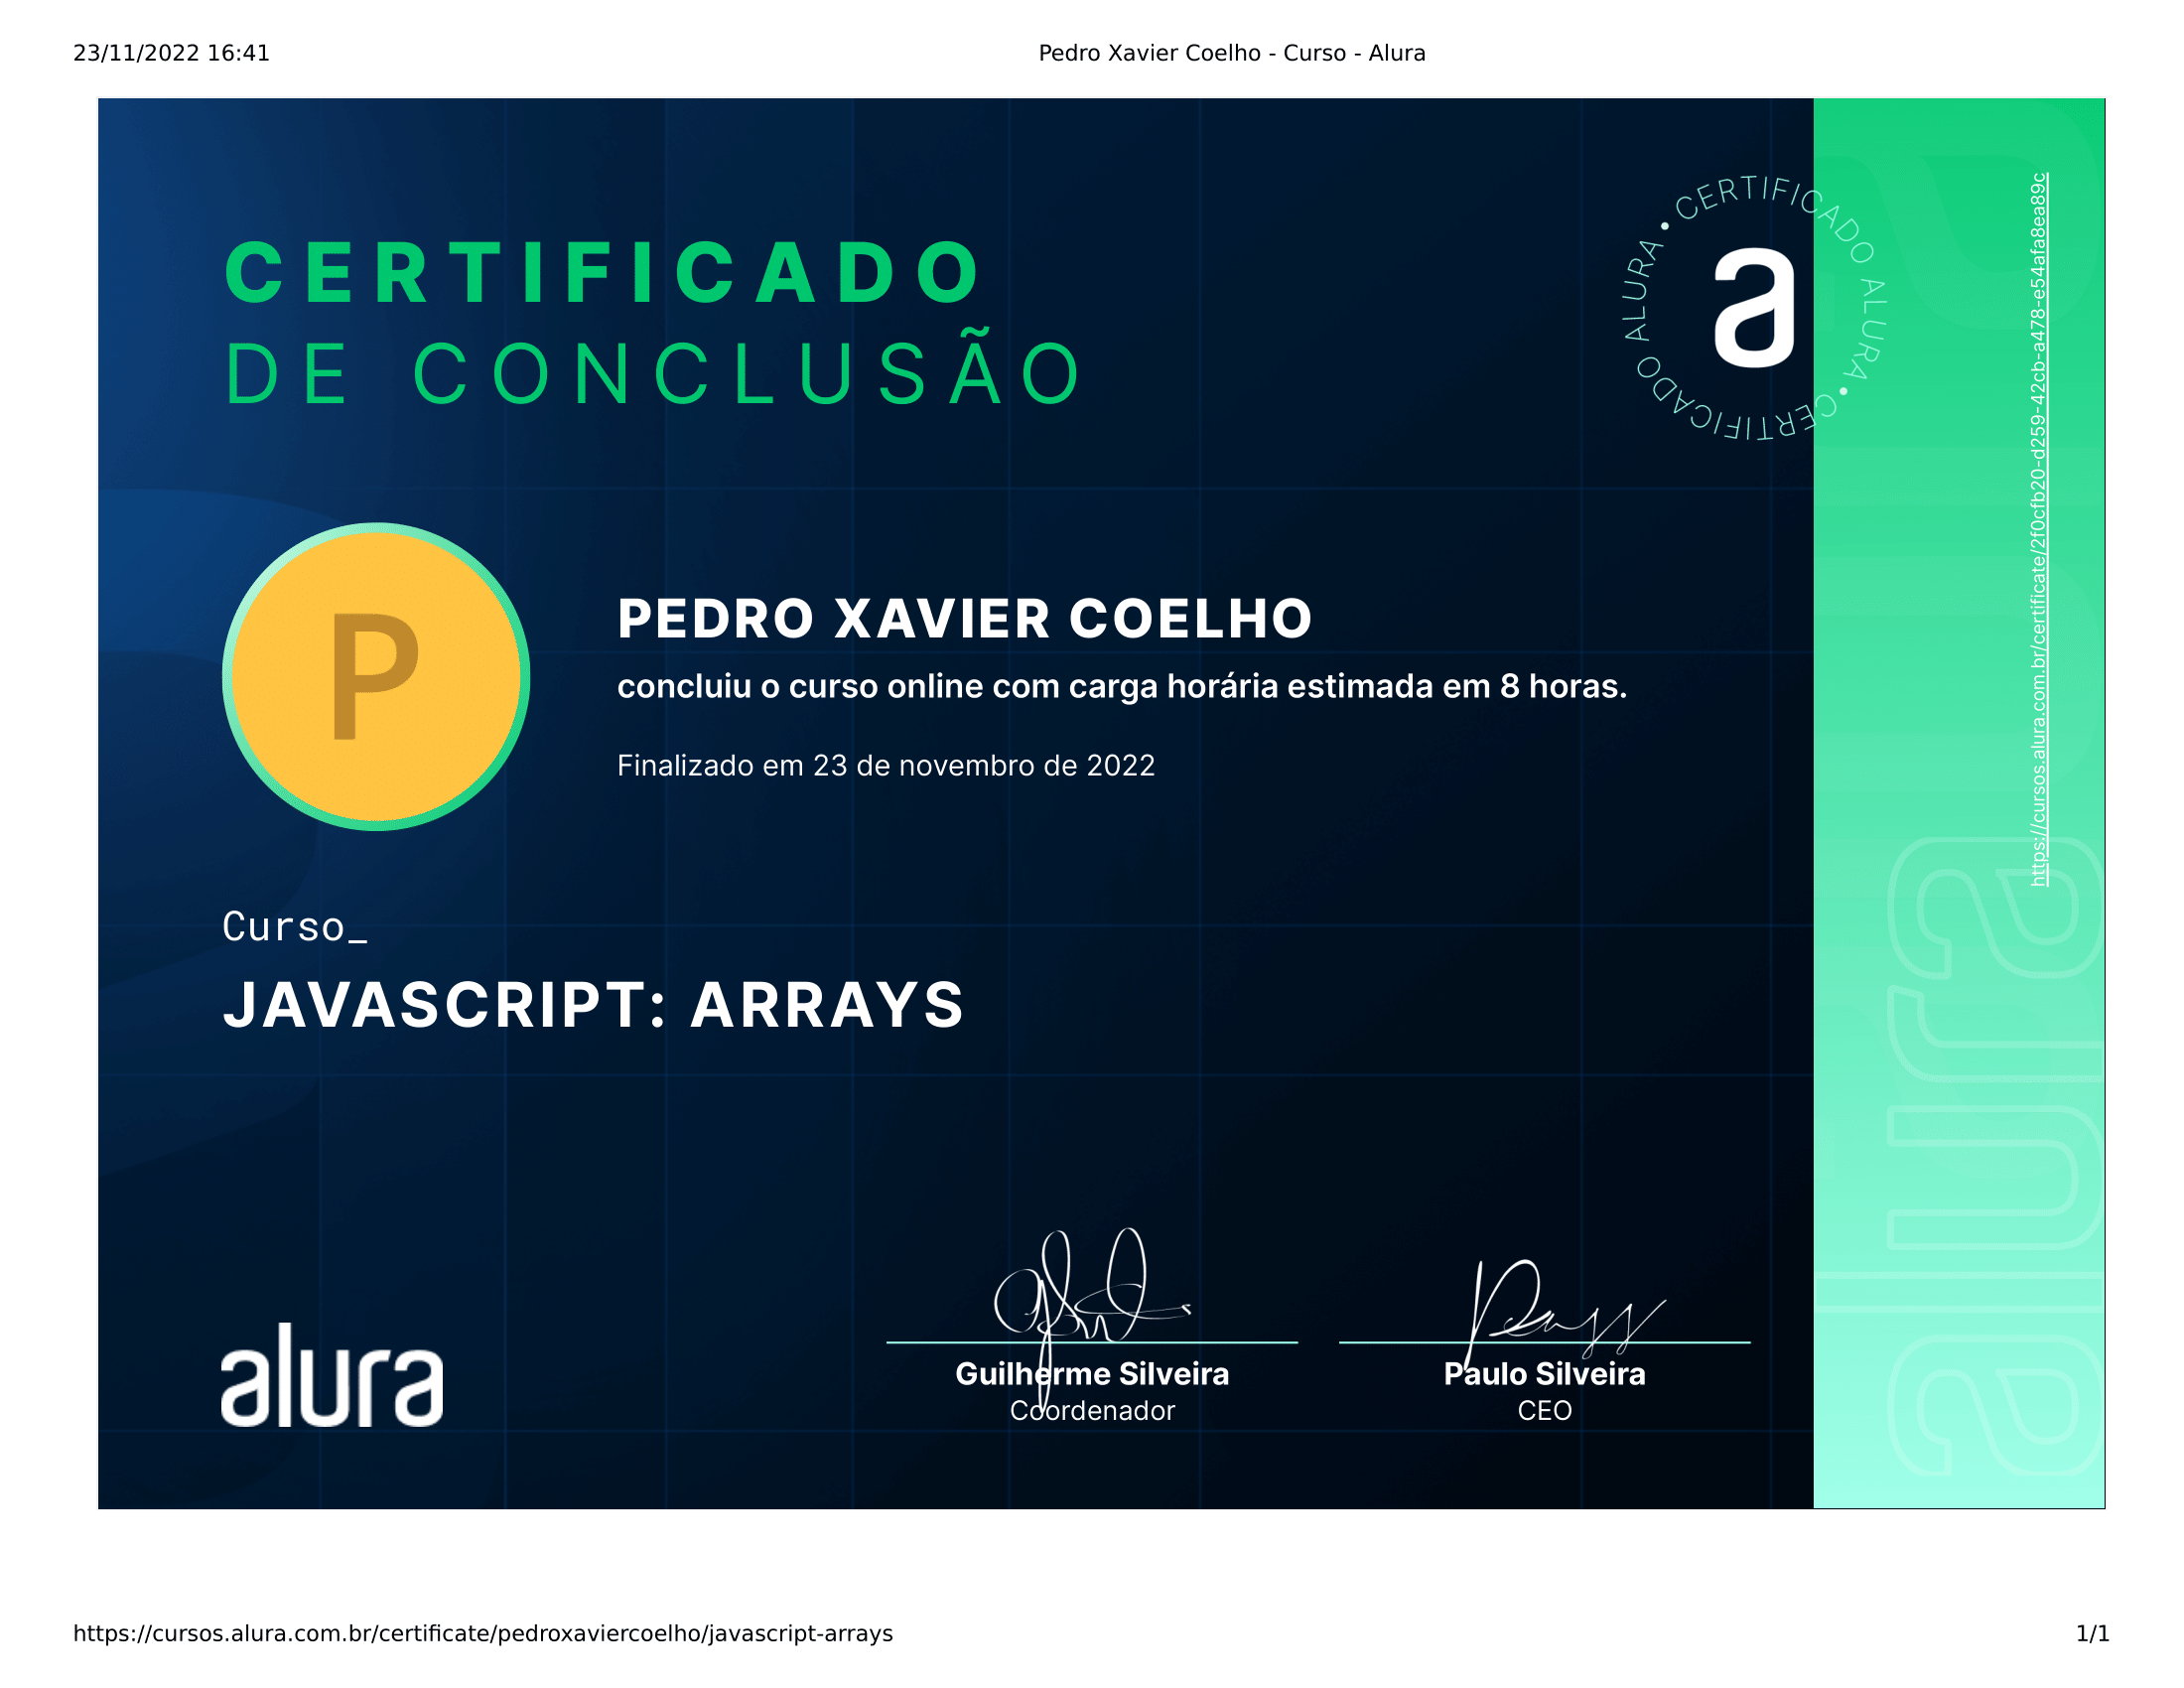 23/11/2022 16:41
Pedro Xavier Coelho - Curso - Alura
CERTIFICADO
DE CONCLUSÃO
CERTIFICADO ALURA • CERTIFICADO ALURA •
a
https://cursos.alura.com.br/certificate/2f0cfb20-d259-42cb-a478-e54afa8ea89c
P
PEDRO XAVIER COELHO
concluiu o curso online com carga horária estimada em 8 horas.
Finalizado em 23 de novembro de 2022
Curso_
JAVASCRIPT: ARRAYS
alura
alura
Guilherme Silveira
Coordenador
Paulo Silveira
CEO
https://cursos.alura.com.br/certificate/pedroxaviercoelho/javascript-arrays
1/1